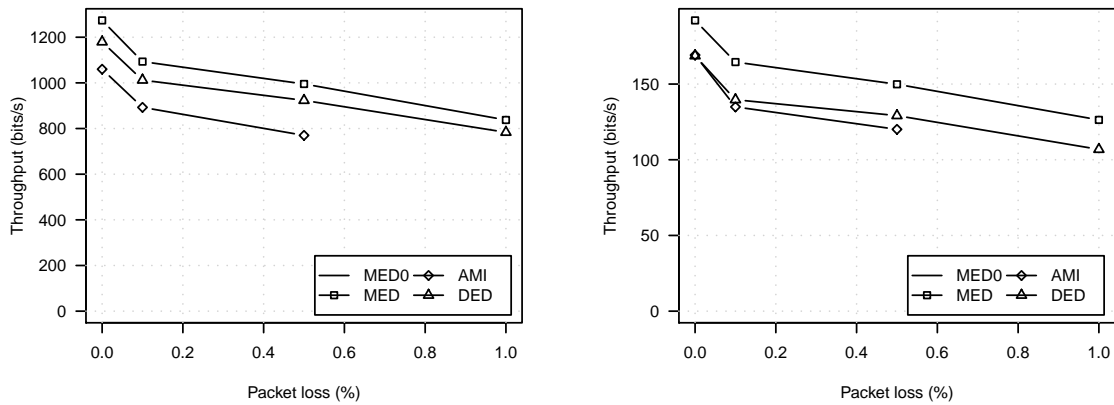 Throughput (bits/s)
1200
1000
800
600
400
200
0
0.0 0.2 0.4 0.6 0.8 1.0
Packet loss (%)
MED0 AMI
MED DED
Throughput (bits/s)
150
100
50
0
0.0 0.2 0.4 0.6 0.8 1.0
Packet loss (%)
MED0 AMI
MED DED